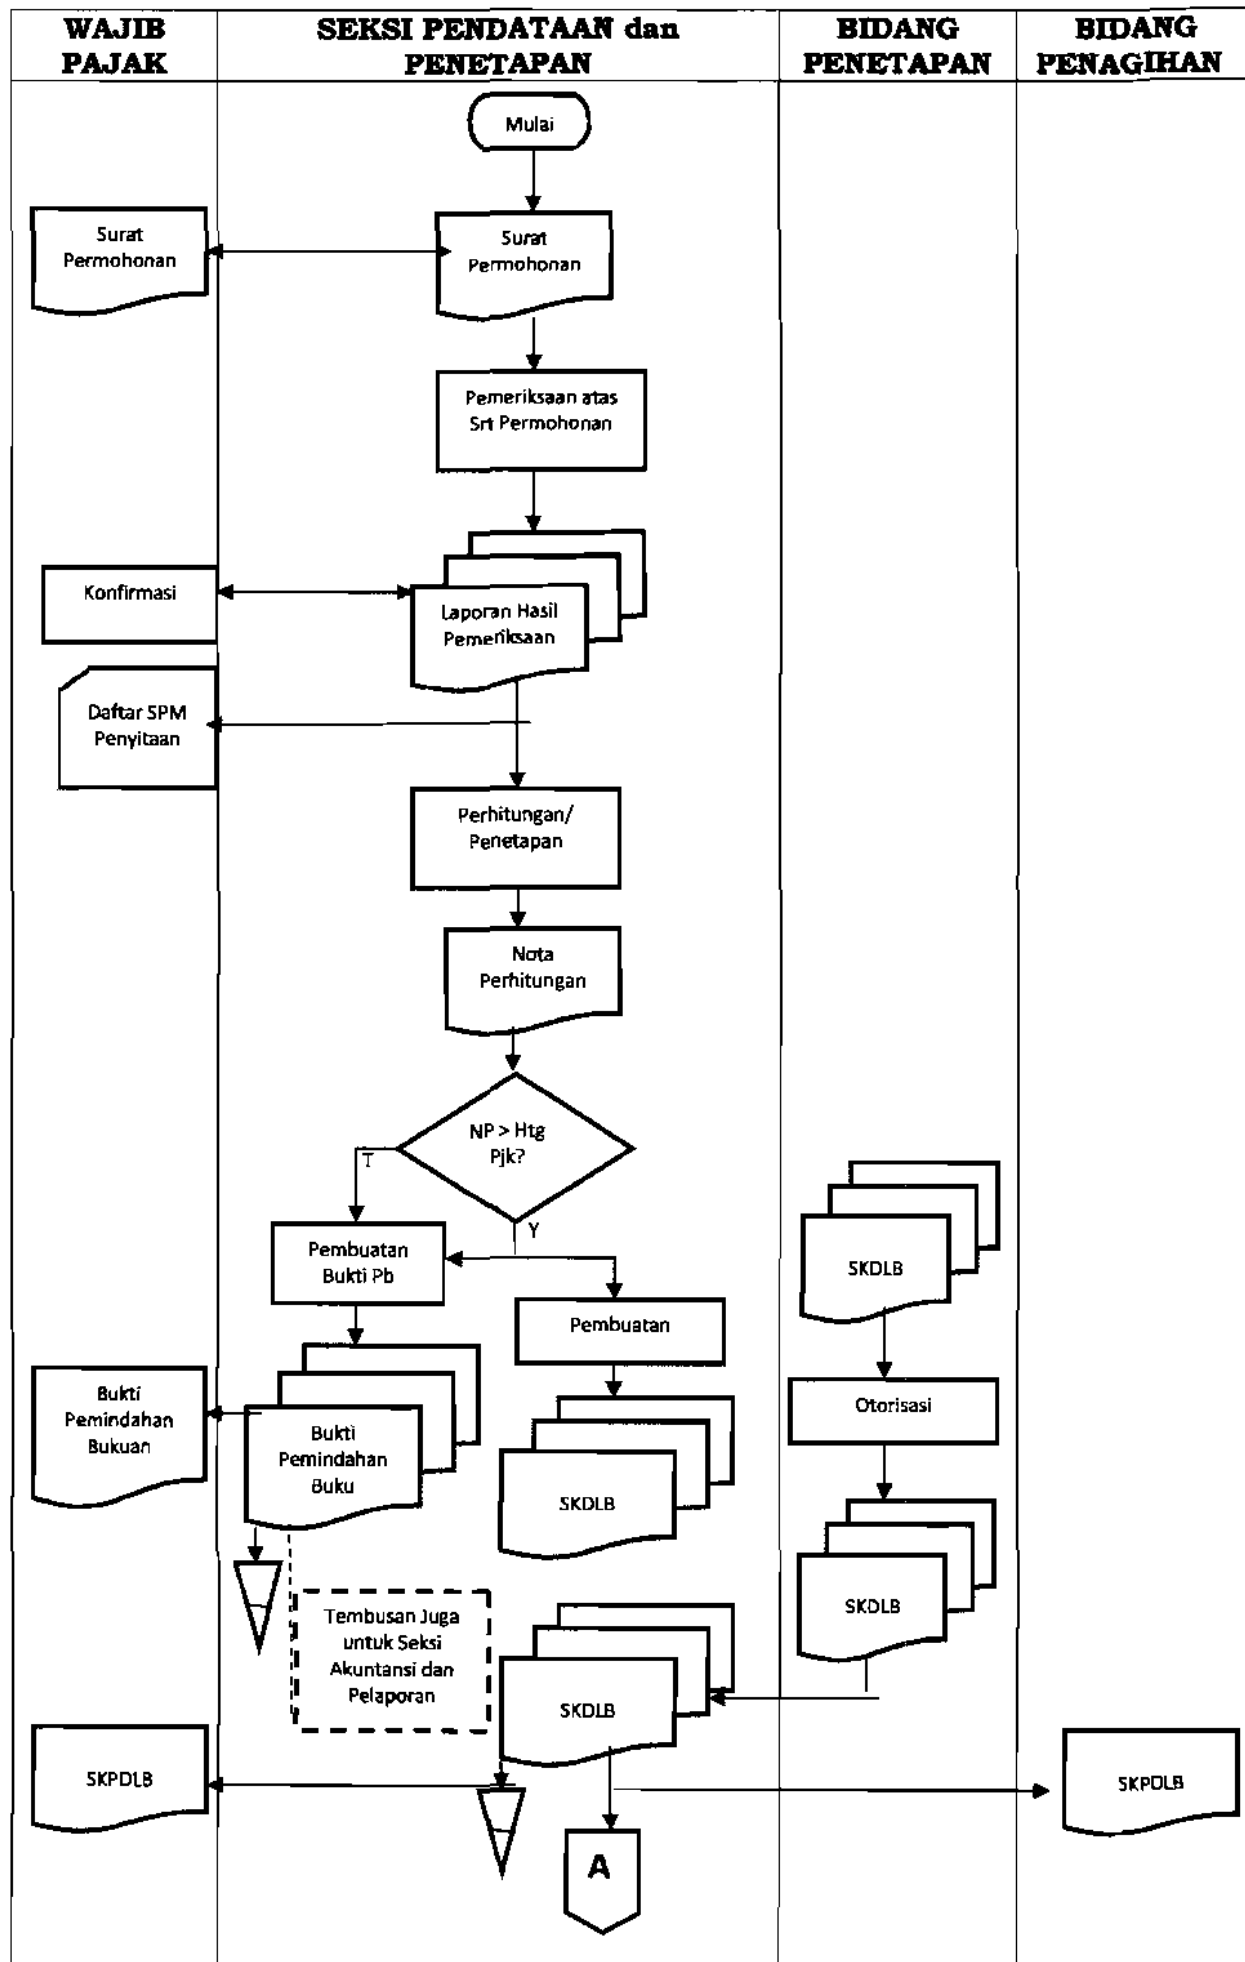 WAJIB
PAJAK
SEKSI PENDATAAN dan
PENETAPAN
BIDANG
PENETAPAN
BIDANG
PENAGIHAN
Mulai
Surat
Permohonan
Surat
Permohonan
Pemeriksaan atas
Srt Permohonan
Konfirmasi
Laporan Hasil
Pemeriksaan
Daftar SPM
Penyitaan
Perhitungan/
Penetapan
Nota
Perhitungan
NP > Htg
Pjk?
T
Y
Pembuatan
Bukti Pb
SKDLB
Pembuatan
Otorisasi
Bukti
Pemindahan
Bukuan
Bukti
Pemindahan
Buku
SKDLB
SKDLB
Tembusan Juga
untuk Seksi
Akuntansi dan
Pelaporan
SKDLB
SKPDLB
SKPDLB
A